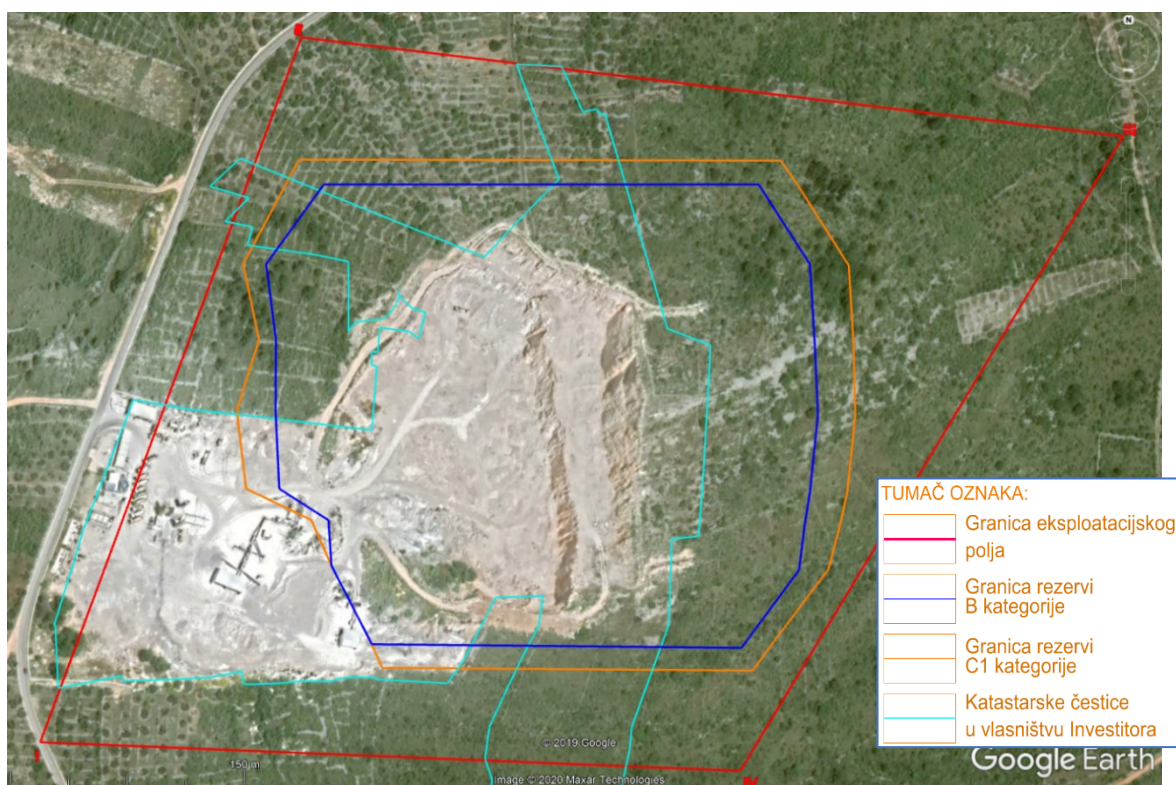 N
TUMAČ OZNAKA:
Granica eksploatacijskog
polja
Granica rezervi
B kategorije
Granica rezervi
C1 kategorije
Katastarske čestice
u vlasništvu Investitora
© 2019 Google
150 m
Image © 2020 Maxar Technologies
Google Earth